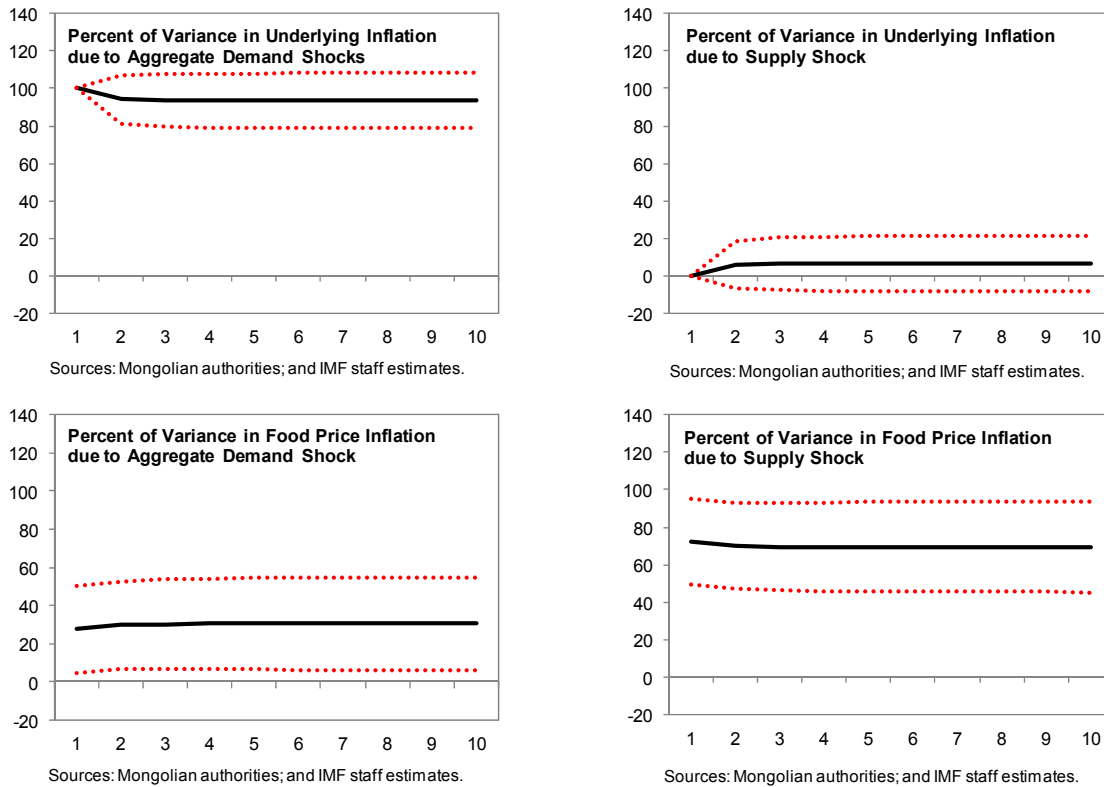 Percent of Variance in Underlying Inflation
due to Aggregate Demand Shocks
140
120
100
80
60
40
20
0
-20
1 2 3 4 5 6 7 8 9 10
Sources: Mongolian authorities; and IMF staff estimates.
Percent of Variance in Underlying Inflation
due to Supply Shock
140
120
100
80
60
40
20
0
-20
1 2 3 4 5 6 7 8 9 10
Sources: Mongolian authorities; and IMF staff estimates.
Percent of Variance in Food Price Inflation
due to Aggregate Demand Shock
140
120
100
80
60
40
20
0
-20
1 2 3 4 5 6 7 8 9 10
Sources: Mongolian authorities; and IMF staff estimates.
Percent of Variance in Food Price Inflation
due to Supply Shock
140
120
100
80
60
40
20
0
-20
1 2 3 4 5 6 7 8 9 10
Sources: Mongolian authorities; and IMF staff estimates.